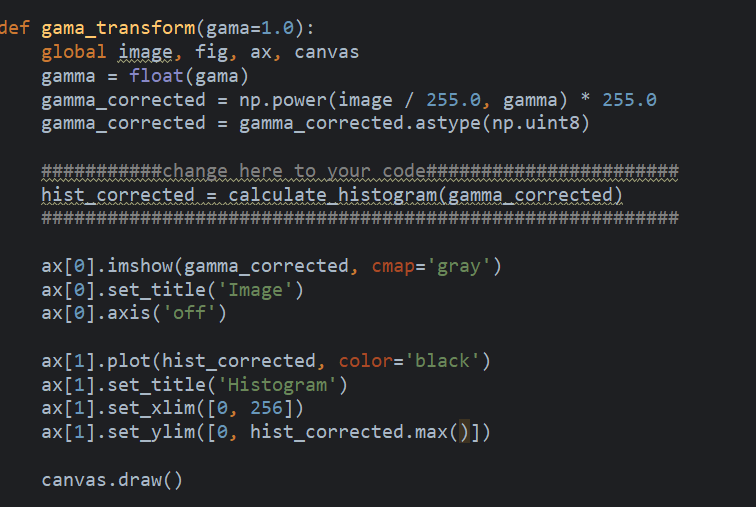 def gama_transform(gama=1.0):
global image, fig, ax, canvas
gamma = float(gama)
gamma_corrected = np.power(image / 255.0, gamma) * 255.0
gamma_corrected = gamma_corrected.astype(np.uint8)
###########change here to your code#######################
hist_corrected = calculate_histogram(gamma_corrected)
##########################################################
ax[0].imshow(gamma_corrected, cmap='gray')
ax[0].set_title('Image')
ax[0].axis('off')
ax[1].plot(hist_corrected, color='black')
ax[1].set_title('Histogram')
ax[1].set_xlim([0, 256])
ax[1].set_ylim([0, hist_corrected.max()])
canvas.draw()